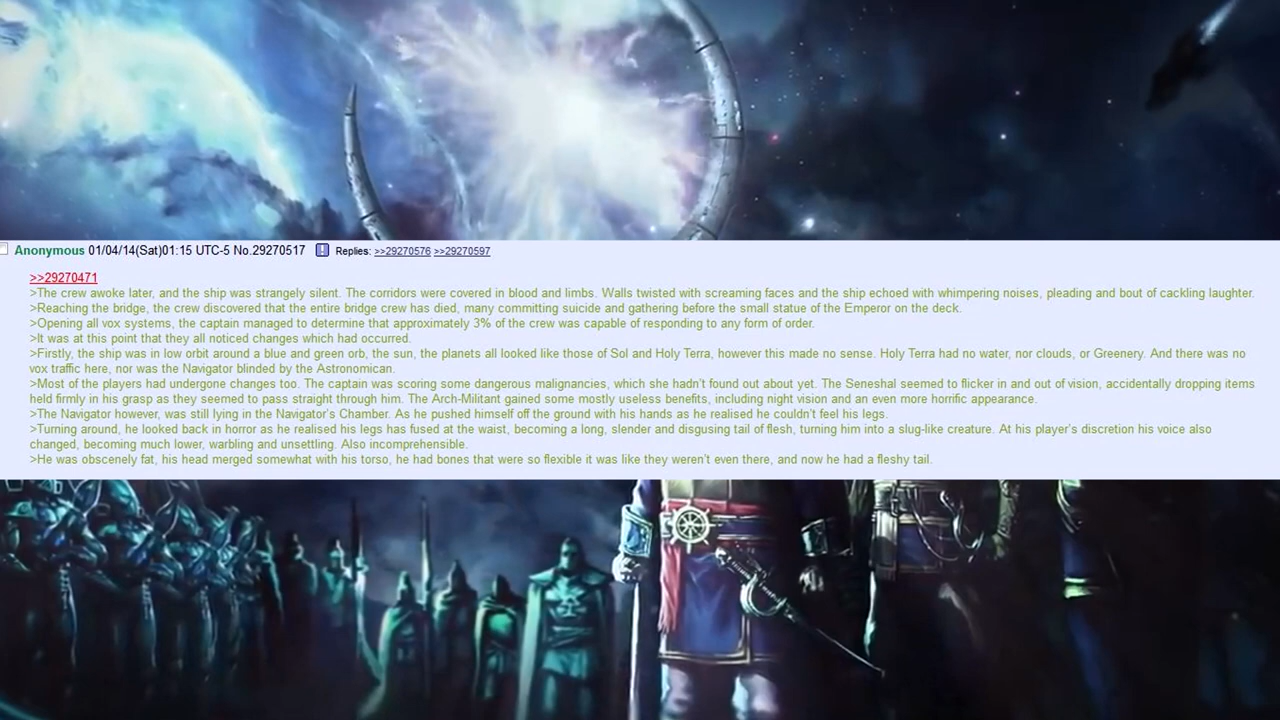 Anonymous 01/04/14(Sat)01:15 UTC-5 No.29270517 Replies: >>29270576 >>29270597
>>29270471
>The crew awoke later, and the ship was strangely silent. The corridors were covered in blood and limbs. Walls twisted with screaming faces and the ship echoed with whimpering noises, pleading and bout of cackling laughter.
>Reaching the bridge, the crew discovered that the entire bridge crew has died, many committing suicide and gathering before the small statue of the Emperor on the deck.
>Opening all vox systems, the captain managed to determine that approximately 3% of the crew was capable of responding to any form of order.
>It was at this point that they all noticed changes which had occurred.
>Firstly, the ship was in low orbit around a blue and green orb, the sun, the planets all looked like those of Sol and Holy Terra, however this made no sense. Holy Terra had no water, nor clouds, or Greenery. And there was no
vox traffic here, nor was the Navigator blinded by the Astronomican.
>Most of the players had undergone changes too. The captain was scoring some dangerous malignancies, which she hadn't found out about yet. The Seneshal seemed to flicker in and out of vision, accidentally dropping items
held firmly in his grasp as they seemed to pass straight through him. The Arch-Militant gained some mostly useless benefits, including night vision and an even more horrific appearance.
>The Navigator however, was still lying in the Navigator's Chamber. As he pushed himself off the ground with his hands as he realised he couldn't feel his legs.
>Turning around, he looked back in horror as he realised his legs has fused at the waist, becoming a long, slender and disgusing tail of flesh, turning him into a slug-like creature. At his player's discretion his voice also
changed, becoming much lower, warbling and unsettling. Also incomprehensible.
>He was obscenely fat, his head merged somewhat with his torso, he had bones that were so flexible it was like they weren't even there, and now he had a fleshy tail.